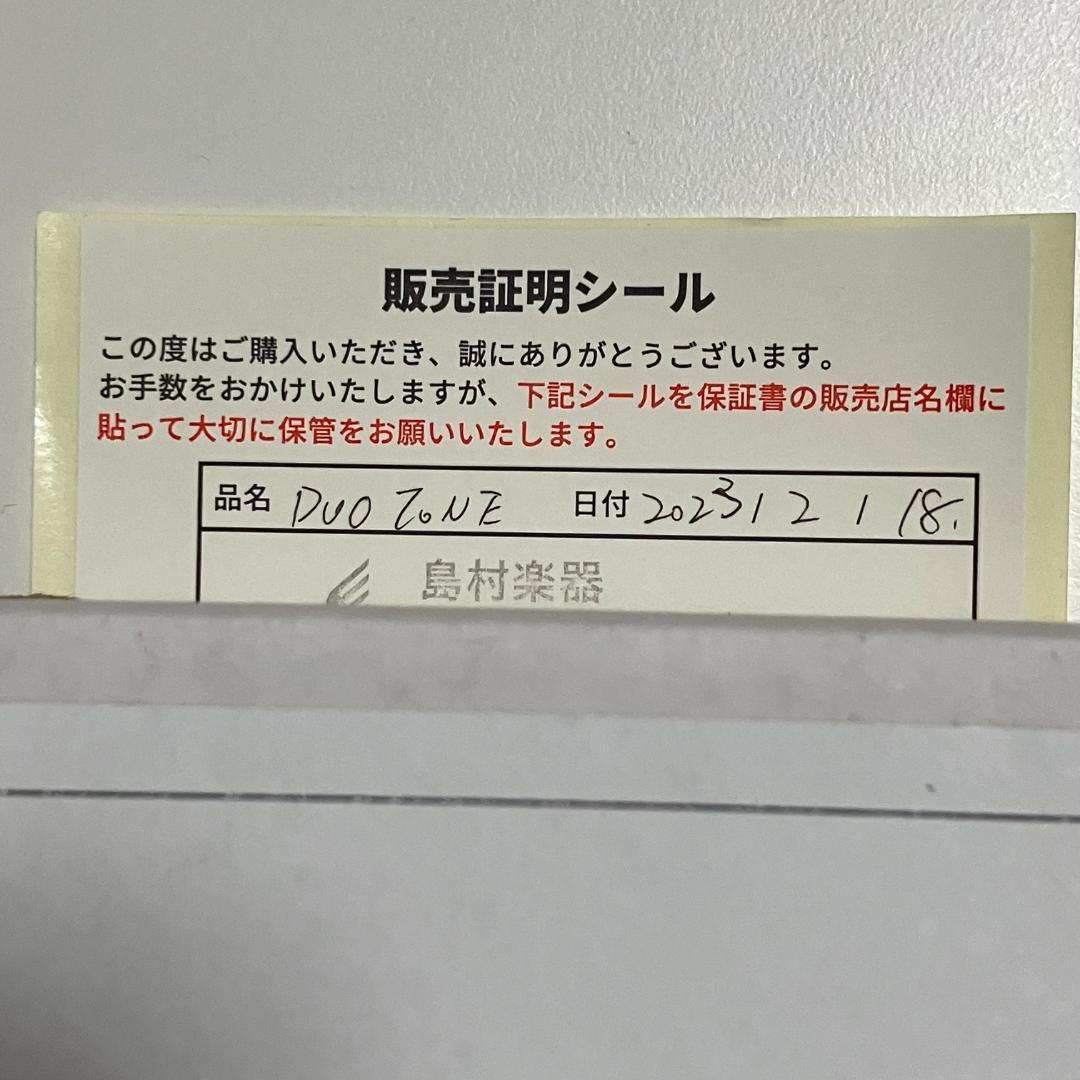 販売証明シール
この度はご購入いただき、誠にありがとうございます。
お手数をおかけいたしますが、下記シールを保証書の販売店名欄に
貼って大切に保管をお願いいたします。
品名 DUO ZONE 日付 2023/2/18.
島村楽器